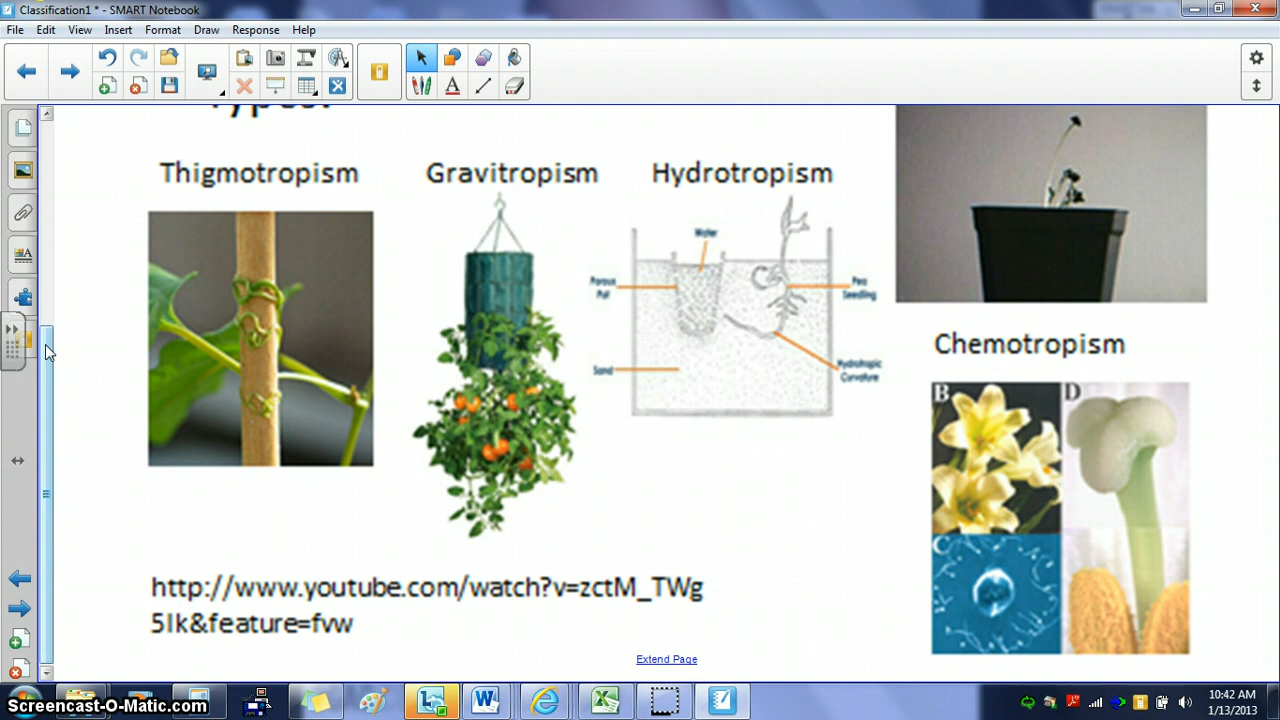 Classification1 * - SMART Notebook
File Edit View Insert Format Draw Response Help
Types:
Thigmotropism Gravitropism Hydrotropism
Water
Porous Pea
Pot Seedling
Sand Hydrotropic
Curvature
Chemotropism
B D
C
http://www.youtube.com/watch?v=zctM_TWg
5Ik&feature=fvw
Extend Page
Screencast-O-Matic.com
10:42 AM
1/13/2013